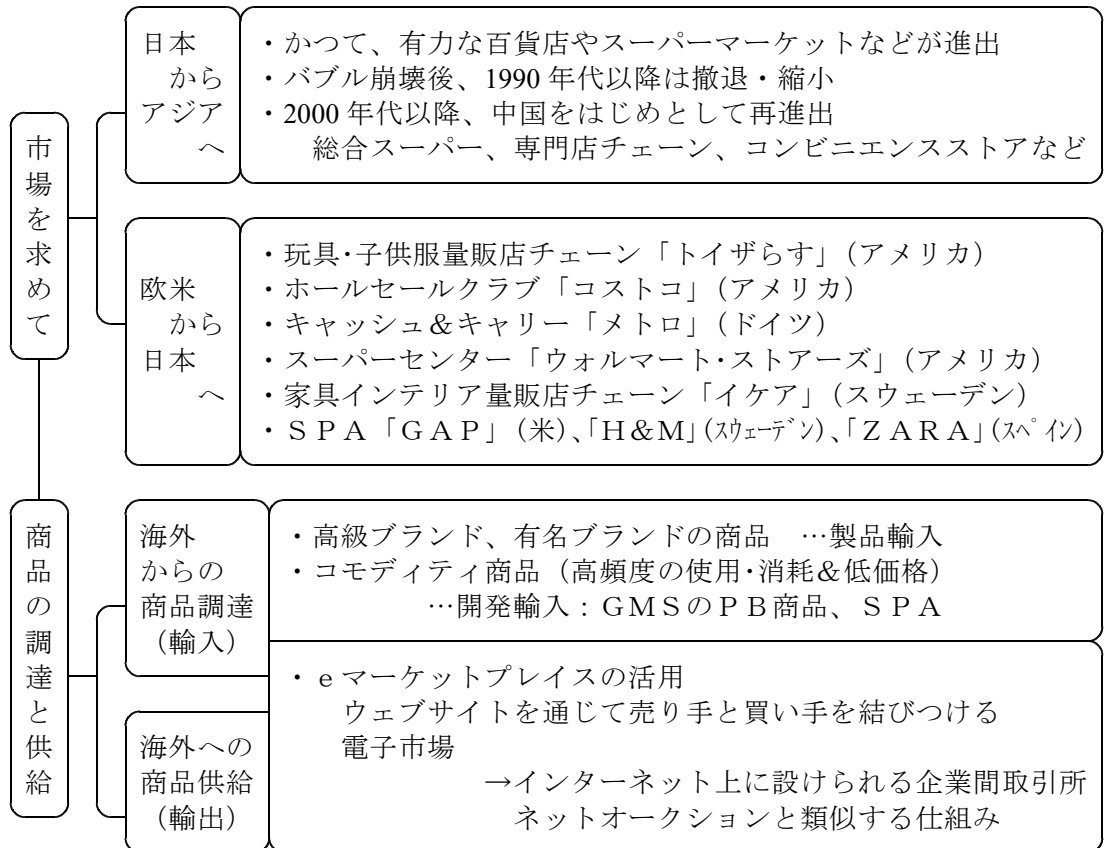 市場を求めて
日本
から
アジア
へ
・かつて、有力な百貨店やスーパーマーケットなどが進出
・バブル崩壊後、1990年代以降は撤退・縮小
・2000年代以降、中国をはじめとして再進出
総合スーパー、専門店チェーン、コンビニエンスストアなど
欧米
から
日本
へ
・玩具・子供服量販店チェーン「トイザらす」（アメリカ）
・ホールセールクラブ「コストコ」（アメリカ）
・キャッシュ＆キャリー「メトロ」（ドイツ）
・スーパーセンター「ウォルマート・ストアーズ」（アメリカ）
・家具インテリア量販店チェーン「イケア」（スウェーデン）
・ＳＰＡ「ＧＡＰ」（米）、「Ｈ＆Ｍ」（ｽｳｪｰﾃﾞﾝ）、「ＺＡＲＡ」（ｽﾍﾟｲﾝ）
商品の調達と供給
海外
からの
商品調達
（輸入）
・高級ブランド、有名ブランドの商品　…製品輸入
・コモディティ商品（高頻度の使用・消耗＆低価格）
…開発輸入：ＧＭＳのＰＢ商品、ＳＰＡ
海外への
商品供給
（輸出）
・ｅマーケットプレイスの活用
ウェブサイトを通じて売り手と買い手を結びつける
電子市場
→インターネット上に設けられる企業間取引所
ネットオークションと類似する仕組み